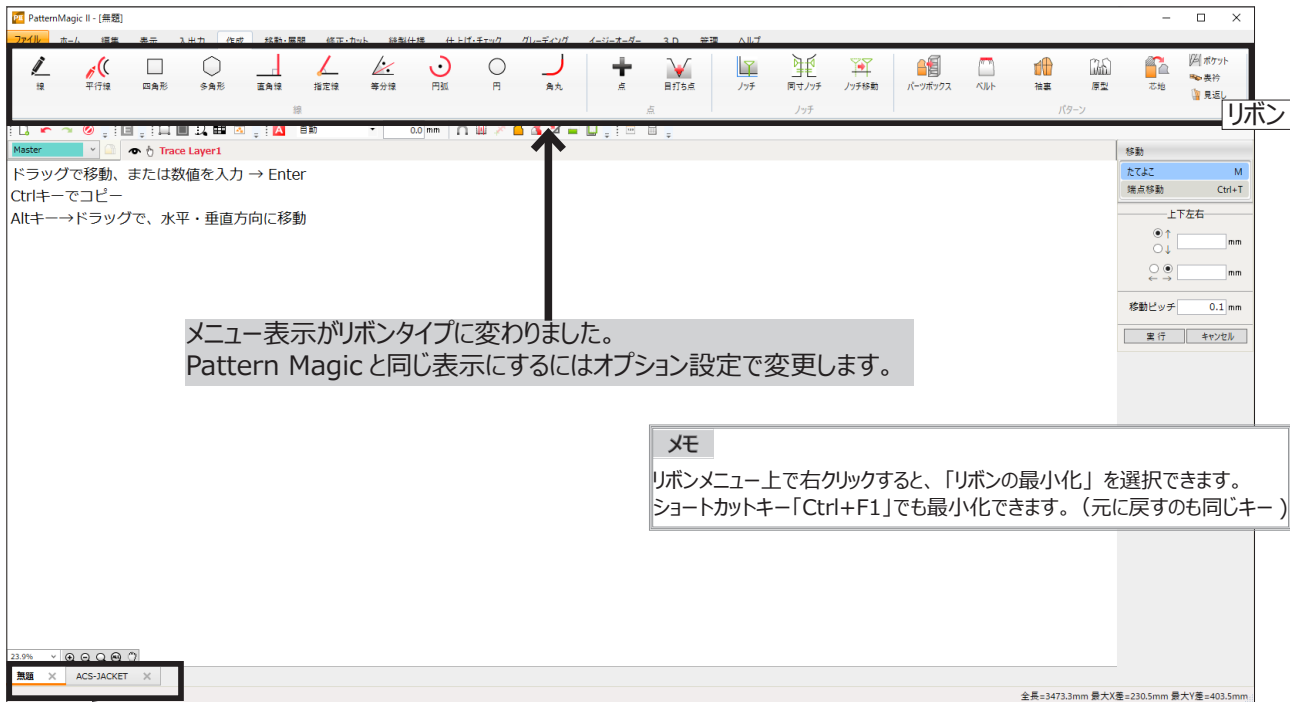 PatternMagic II - [無題]
ファイル ホーム 編集 表示 入出力 作成 移動・展開 修正・カット 縫製仕様 仕上げ・チェック グレーディング イージーオーダー 3D 管理 ヘルプ
線 平行線 四角形 多角形 直角線 指定線 等分線 円弧 円 角丸 点 目打ち点 ノッチ 同寸ノッチ ノッチ移動 パーツボックス ベルト 袖裏 原型 芯地
ポケット
表衿
見返し
線 点 ノッチ パターン
リボン
A 自動 0.0 mm
Master Trace Layer1
ドラッグで移動、または数値を入力 → Enter
Ctrlキーでコピー
Altキー→ドラッグで、水平・垂直方向に移動
移動
たてよこ M
端点移動 Ctrl+T
上下左右
↑
↓ mm
← → mm
移動ピッチ 0.1 mm
実行 キャンセル
メニュー表示がリボンタイプに変わりました。
Pattern Magic と同じ表示にするにはオプション設定で変更します。
メモ
リボンメニュー上で右クリックすると、「リボンの最小化」を選択できます。
ショートカットキー「Ctrl+F1」でも最小化できます。（元に戻すのも同じキー )
23.9%
無題 ACS-JACKET
全長=3473.3mm 最大X差=230.5mm 最大Y差=403.5mm